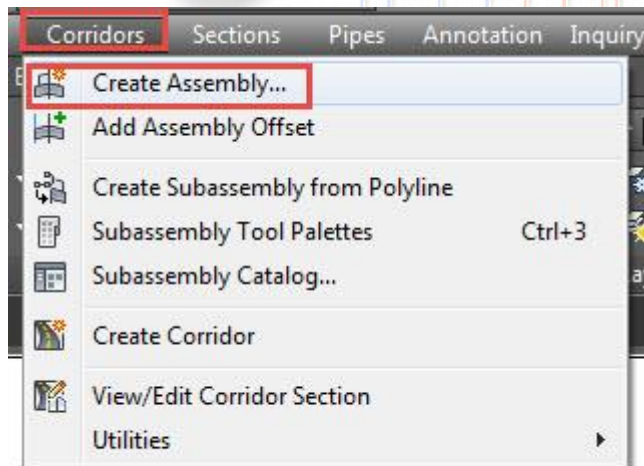 Corridors Sections Pipes Annotation Inquiry
Create Assembly...
Add Assembly Offset
Create Subassembly from Polyline
Subassembly Tool Palettes Ctrl+3
Subassembly Catalog...
Create Corridor
View/Edit Corridor Section
Utilities